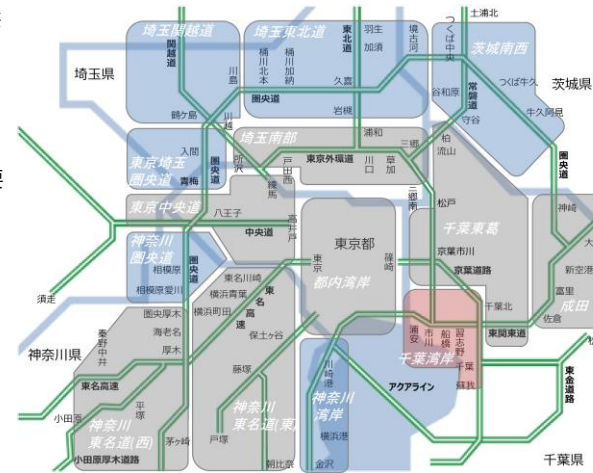 埼玉県
茨城県
東京都
神奈川県
千葉県
埼玉関越道
関越道
鶴ケ島
川島
川越
埼玉東北道
桶川北本
桶川加納
東北道
羽生
加須
久喜
岩槻
境古河
圏央道
つくば中央
土浦北
茨城南西
つくば牛久
牛久阿見
谷和原
常磐道
守谷
圏央道
東京埼玉
圏央道
入間
青梅
圏央道
埼玉南部
所沢
練馬
戸田西
東京外環道
浦和
川口
草加
三郷
三郷南
柏
流山
松戸
東京中央道
八王子
中央道
高井戸
神奈川
圏央道
相模原
相模原愛川
圏央道
都内湾岸
東京
篠崎
千葉東葛
京葉市川
京葉道路
千葉北
東関東道
神崎
大
新空港
富里
佐倉
成田
千葉湾岸
浦安
市川
船橋
習志野
千葉
蘇我
東金道路
アクアライン
須走
秦野中井
圏央厚木
海老名
厚木
東名高速
小田原
平塚
小田原厚木道路
神奈川
東名道(西)
茅ヶ崎
東名川崎
横浜青葉
横浜町田
東名高速
保土ヶ谷
藤塚
戸塚
朝比奈
神奈川
東名道(東)
川崎港
神奈川
湾岸
横浜港
金沢